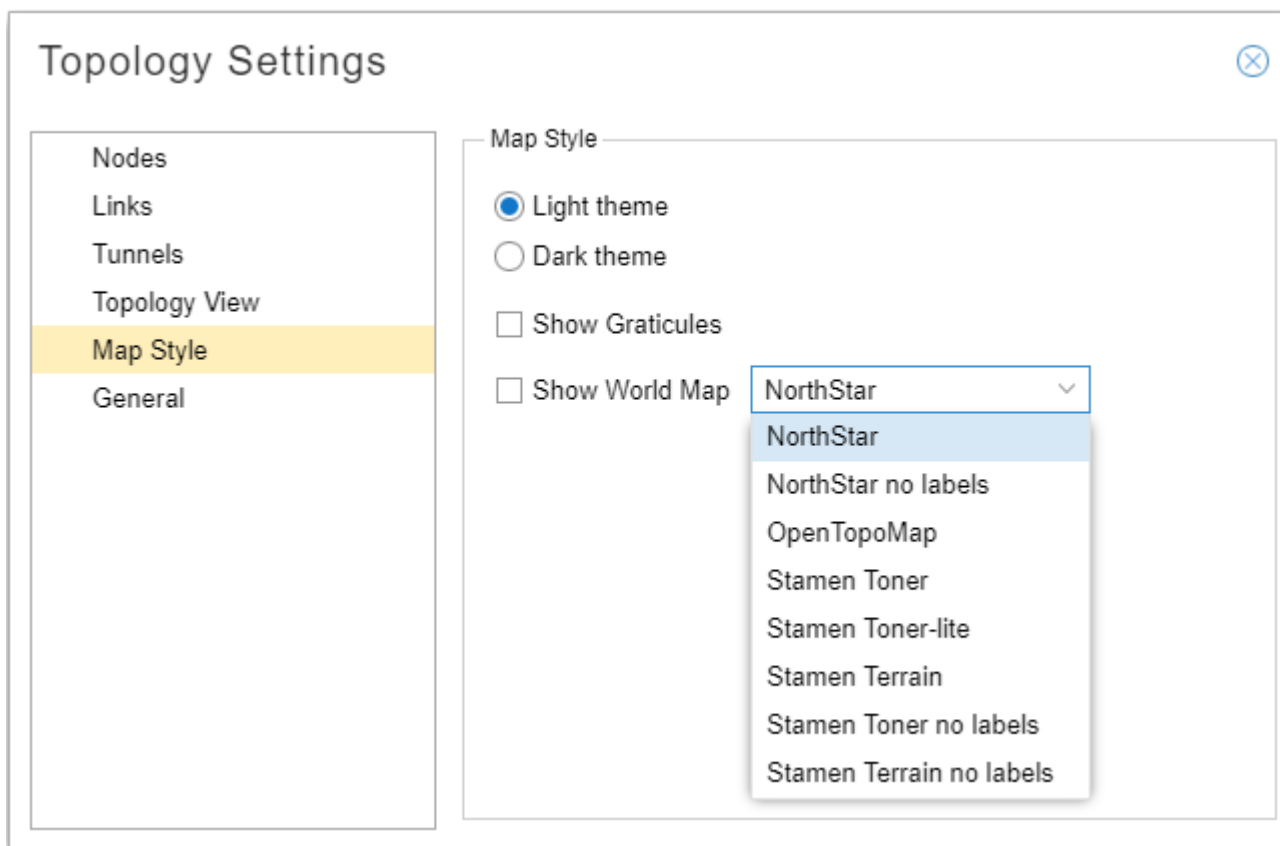 Topology Settings
Nodes
Links
Tunnels
Topology View
Map Style
General
Map Style
Light theme
Dark theme
Show Graticules
Show World Map NorthStar
NorthStar
NorthStar no labels
OpenTopoMap
Stamen Toner
Stamen Toner-lite
Stamen Terrain
Stamen Toner no labels
Stamen Terrain no labels